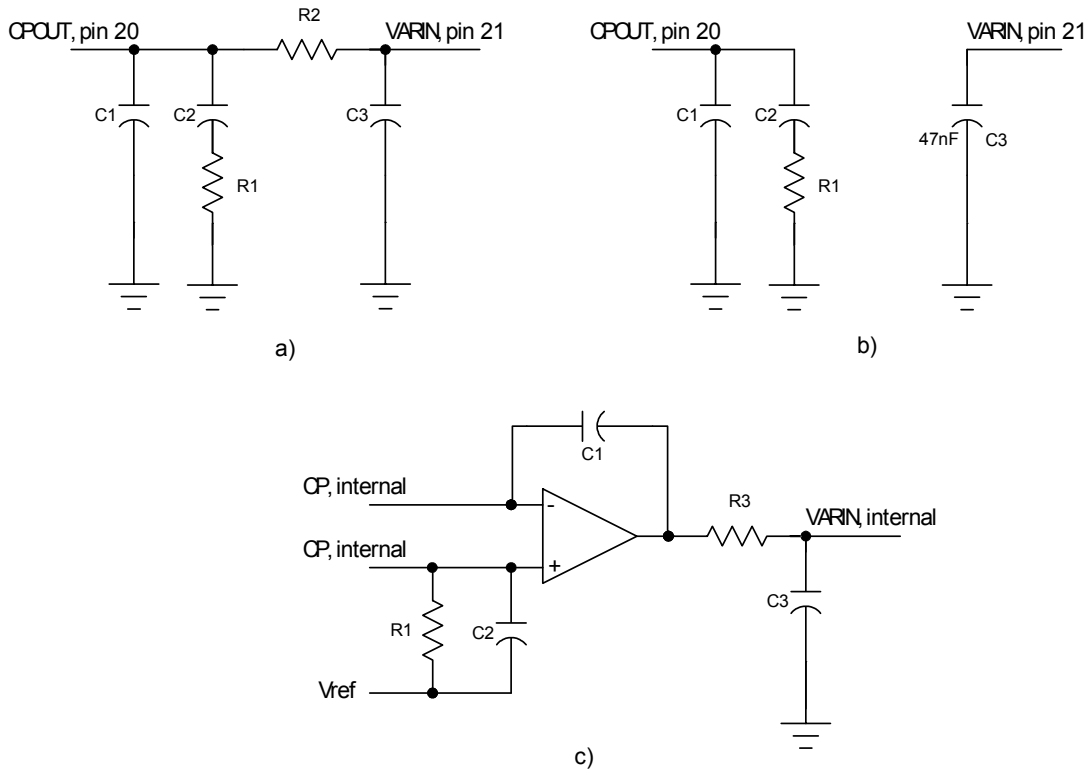 R2
CPOUT, pin 20
VARIN, pin 21
C1
C2
C3
R1
a)
CPOUT, pin 20
VARIN, pin 21
C1
C2
47nF
C3
R1
b)
C1
CP, internal
-
R3
VARIN, internal
CP, internal
+
C3
R1
C2
Vref
c)